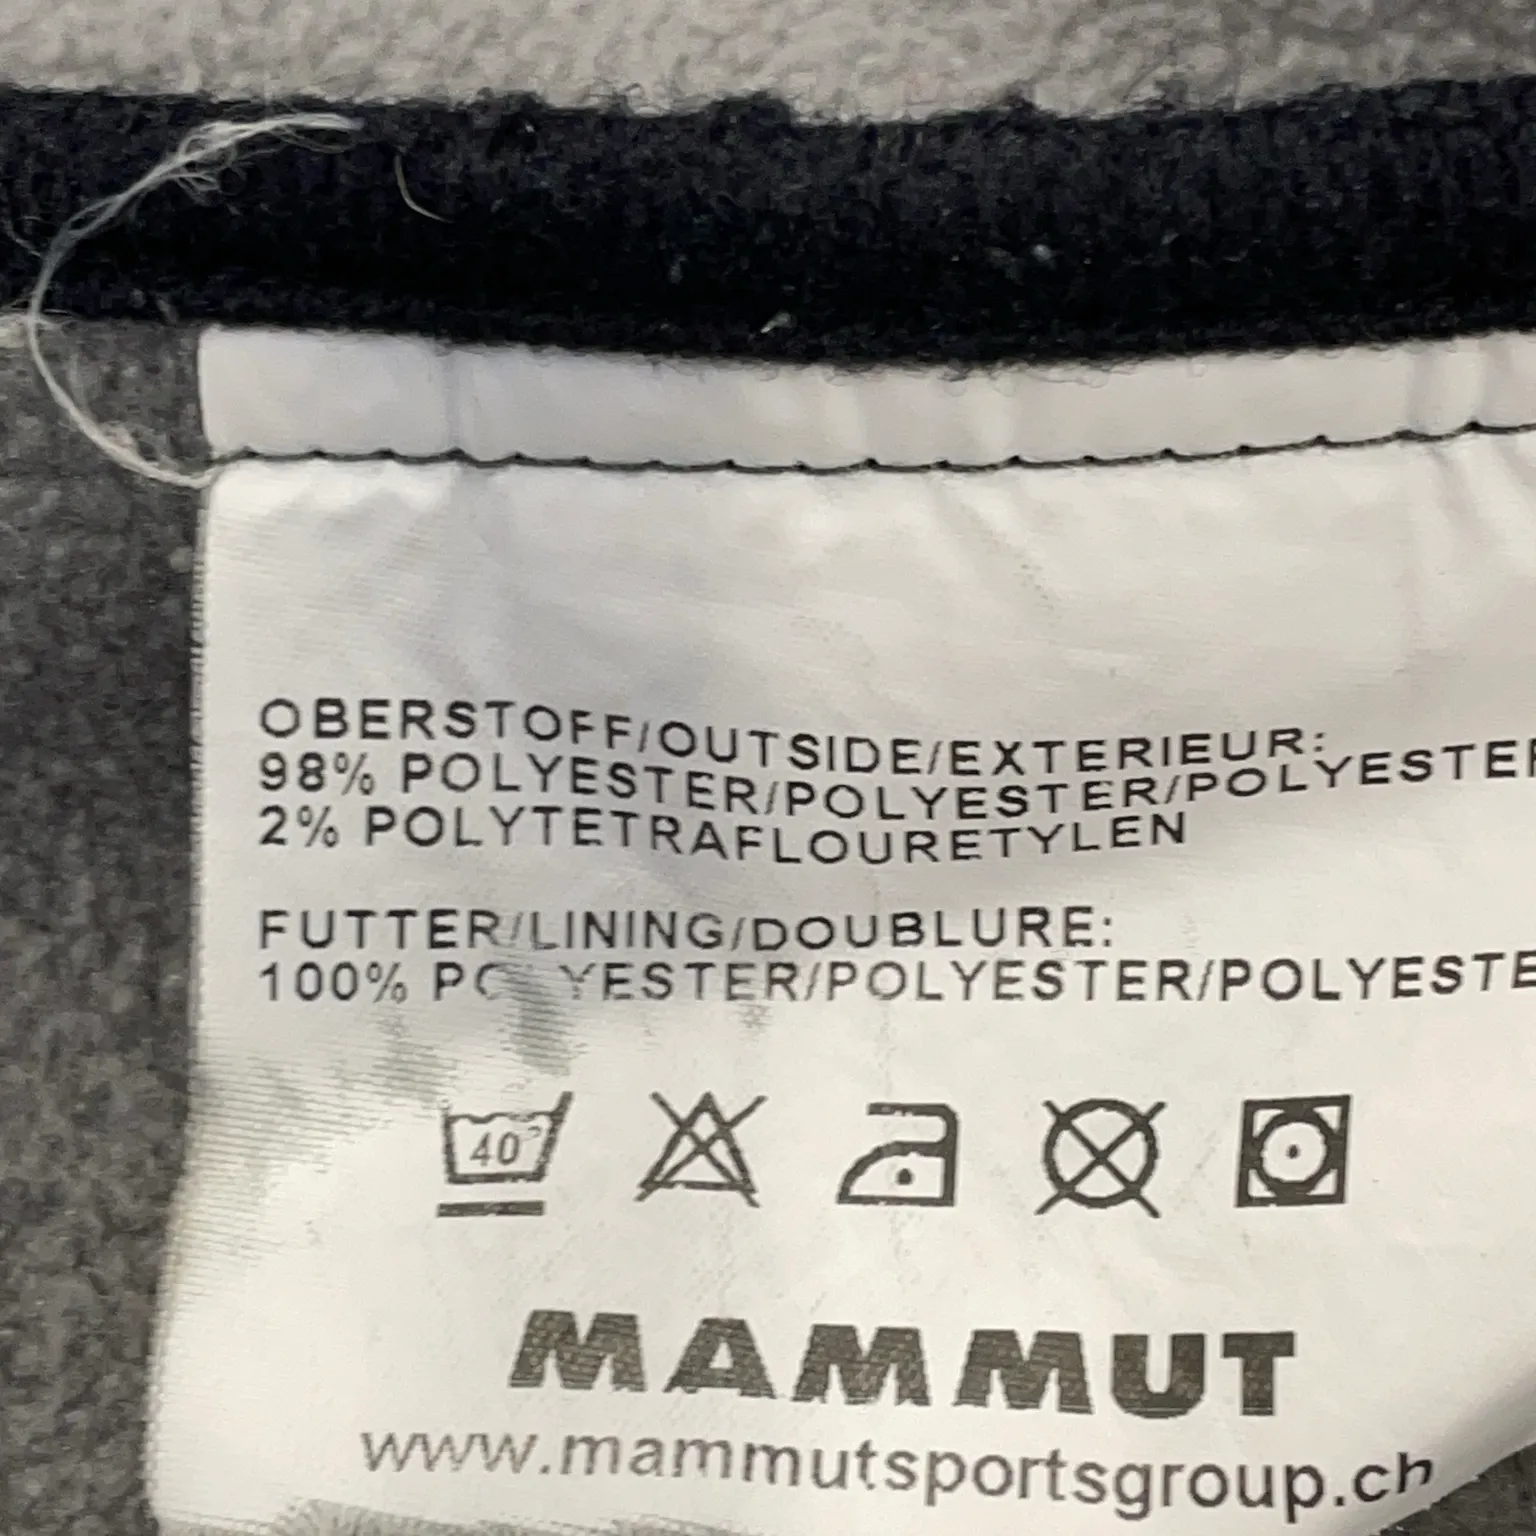 OBERSTOFF/OUTSIDE/EXTERIEUR:
98% POLYESTER/POLYESTER/POLYESTER
2% POLYTETRAFLOURETYLEN
FUTTER/LINING/DOUBLURE:
100% POLYESTER/POLYESTER/POLYESTE
40°
MAMMUT
www.mammutsportsgroup.ch